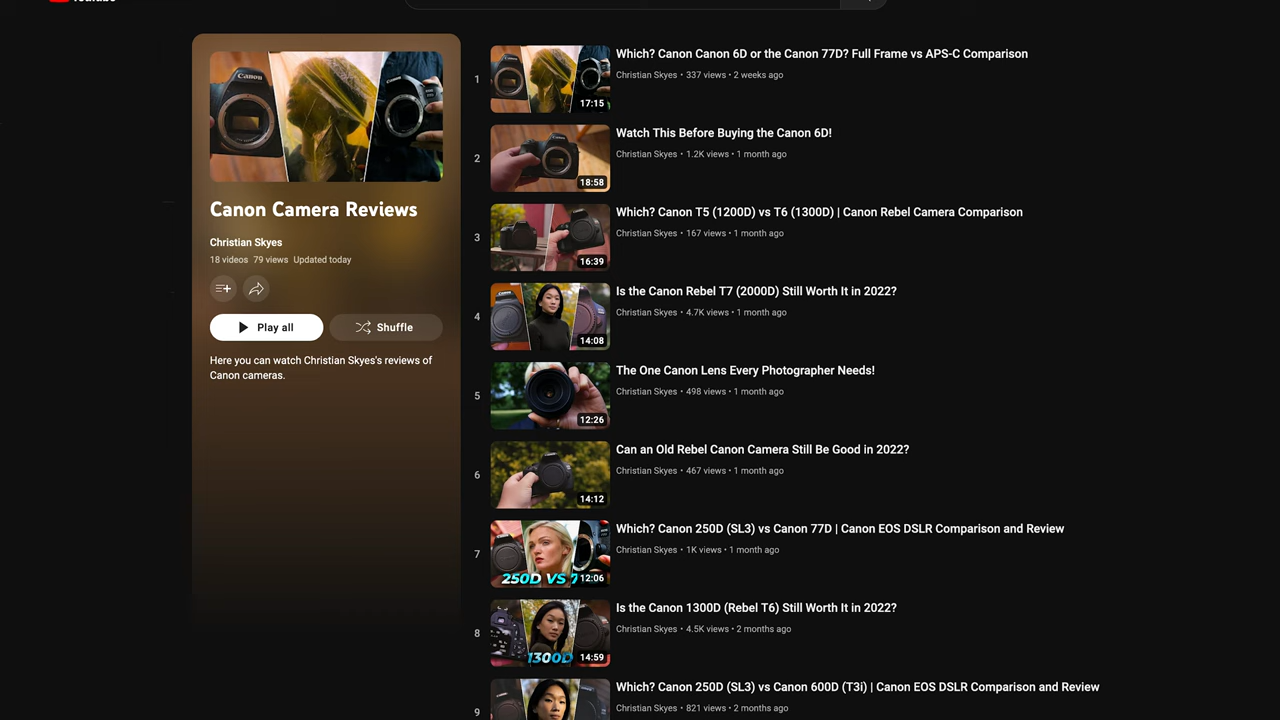 Canon Camera Reviews
Christian Skyes
18 videos 79 views Updated today
Play all
Shuffle
Here you can watch Christian Skyes's reviews of
Canon cameras.
1
17:15
Which? Canon Canon 6D or the Canon 77D? Full Frame vs APS-C Comparison
Christian Skyes • 337 views • 2 weeks ago
2
18:58
Watch This Before Buying the Canon 6D!
Christian Skyes • 1.2K views • 1 month ago
3
16:39
Which? Canon T5 (1200D) vs T6 (1300D) | Canon Rebel Camera Comparison
Christian Skyes • 167 views • 1 month ago
4
14:08
Is the Canon Rebel T7 (2000D) Still Worth It in 2022?
Christian Skyes • 4.7K views • 1 month ago
5
12:26
The One Canon Lens Every Photographer Needs!
Christian Skyes • 498 views • 1 month ago
6
14:12
Can an Old Rebel Canon Camera Still Be Good in 2022?
Christian Skyes • 467 views • 1 month ago
7
250D VS 7
12:06
Which? Canon 250D (SL3) vs Canon 77D | Canon EOS DSLR Comparison and Review
Christian Skyes • 1K views • 1 month ago
8
1300D
14:59
Is the Canon 1300D (Rebel T6) Still Worth It in 2022?
Christian Skyes • 4.5K views • 2 months ago
9
Which? Canon 250D (SL3) vs Canon 600D (T3i) | Canon EOS DSLR Comparison and Review
Christian Skyes • 821 views • 2 months ago